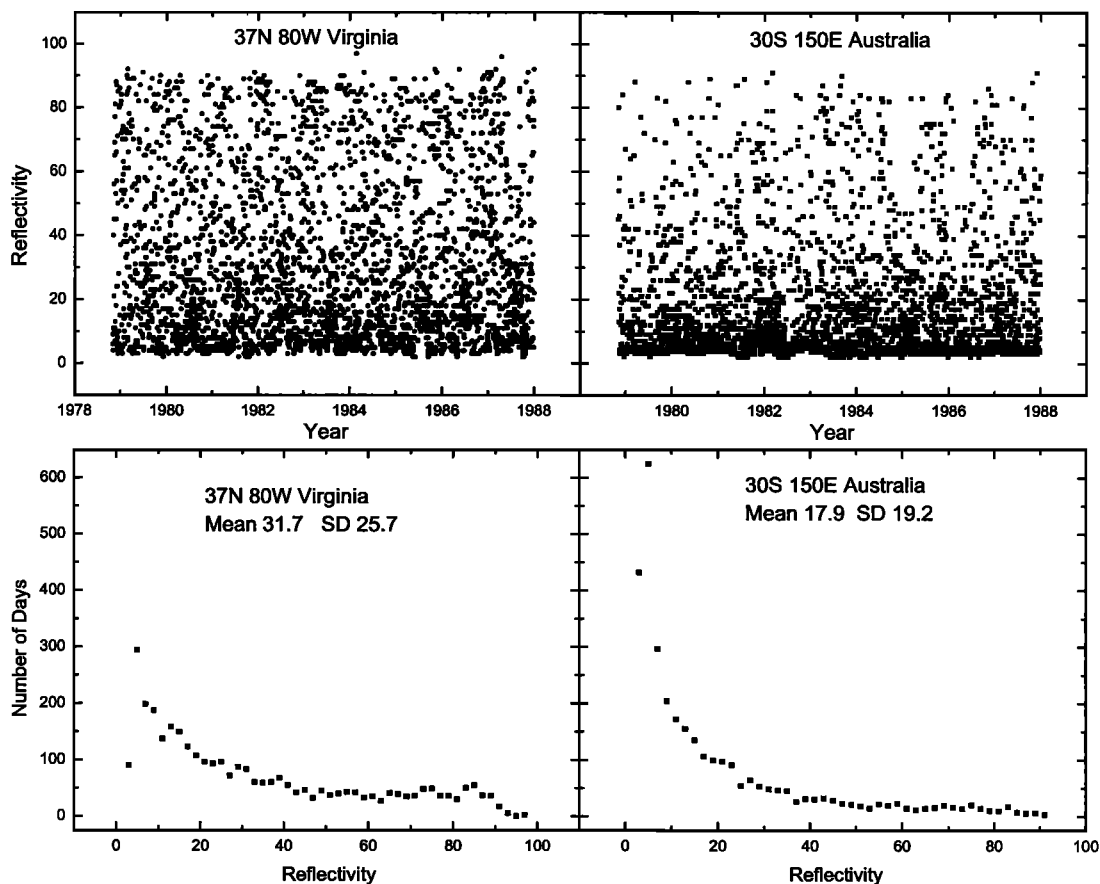 37N 80W Virginia
30S 150E Australia
Reflectivity
100
80
60
40
20
0
1978 1980 1982 1984 1986 1988
1980 1982 1984 1986 1988
Year
Year
37N 80W Virginia
Mean 31.7 SD 25.7
30S 150E Australia
Mean 17.9 SD 19.2
Number of Days
600
500
400
300
200
100
0
0 20 40 60 80 100
0 20 40 60 80 100
Reflectivity
Reflectivity